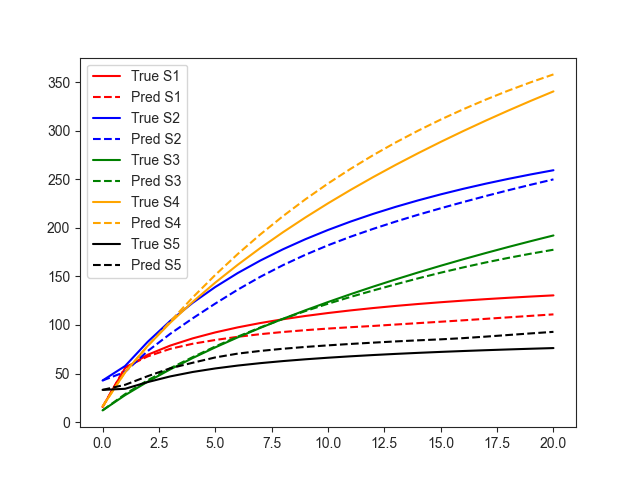 True S1
Pred S1
True S2
Pred S2
True S3
Pred S3
True S4
Pred S4
True S5
Pred S5
350
300
250
200
150
100
50
0
0.0 2.5 5.0 7.5 10.0 12.5 15.0 17.5 20.0